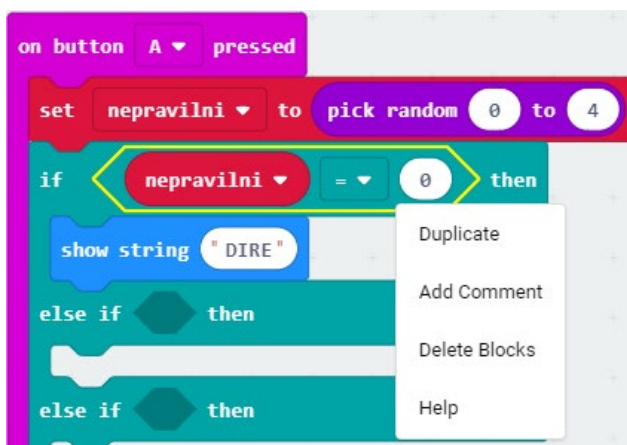 on button A pressed
set nepravilni to pick random 0 to 4
if nepravilni = 0 then
Duplicate
show string "DIRE"
Add Comment
else if then
Delete Blocks
else if then
Help